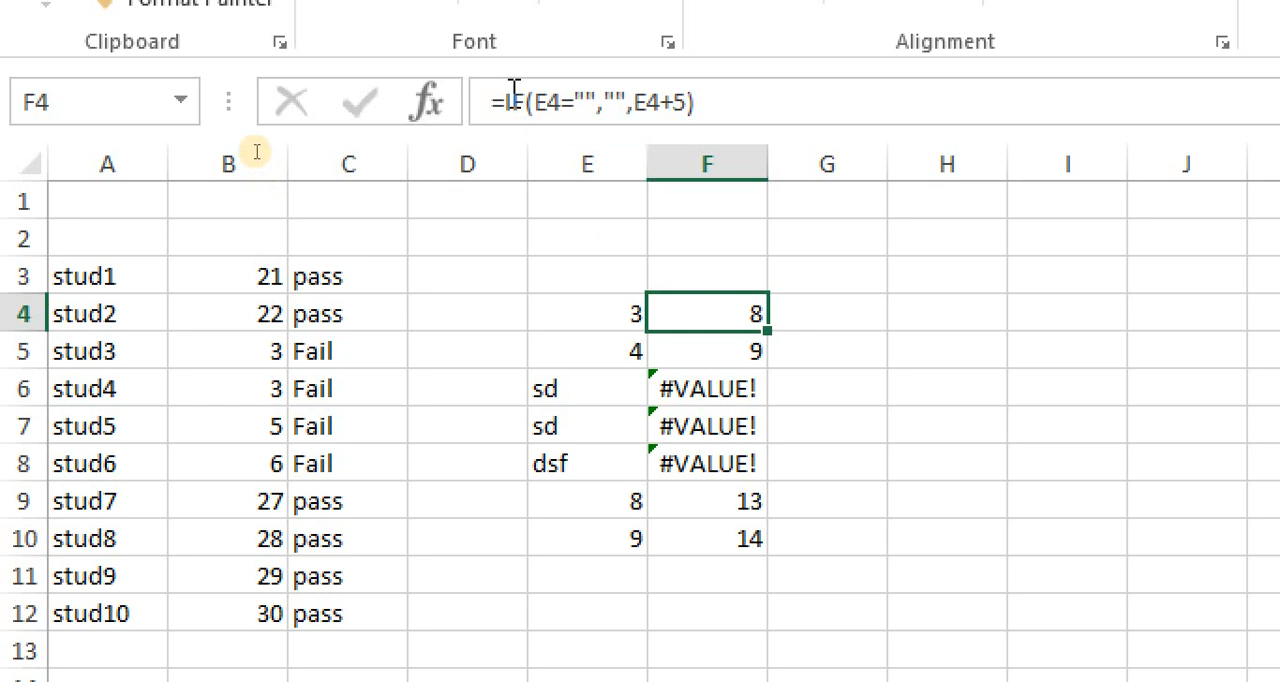 Format Painter
Clipboard Font Alignment
F4 fx =IF(E4="","",E4+5)
A B C D E F G H I J
1
2
3 stud1 21 pass
4 stud2 22 pass 3 8
5 stud3 3 Fail 4 9
6 stud4 3 Fail sd #VALUE!
7 stud5 5 Fail sd #VALUE!
8 stud6 6 Fail dsf #VALUE!
9 stud7 27 pass 8 13
10 stud8 28 pass 9 14
11 stud9 29 pass
12 stud10 30 pass
13